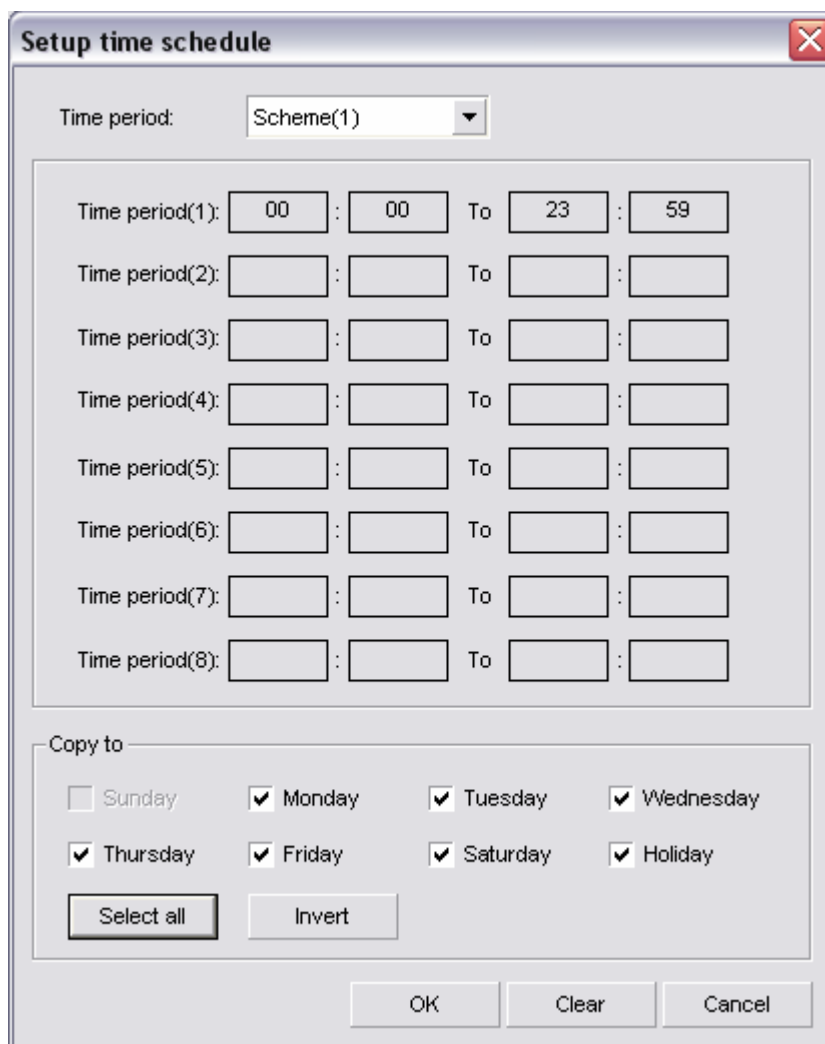 Setup time schedule
Time period: Scheme(1)
Time period(1): 00 : 00 To 23 : 59
Time period(2): : To :
Time period(3): : To :
Time period(4): : To :
Time period(5): : To :
Time period(6): : To :
Time period(7): : To :
Time period(8): : To :
Copy to
Sunday Monday Tuesday Wednesday
Thursday Friday Saturday Holiday
Select all Invert
OK Clear Cancel